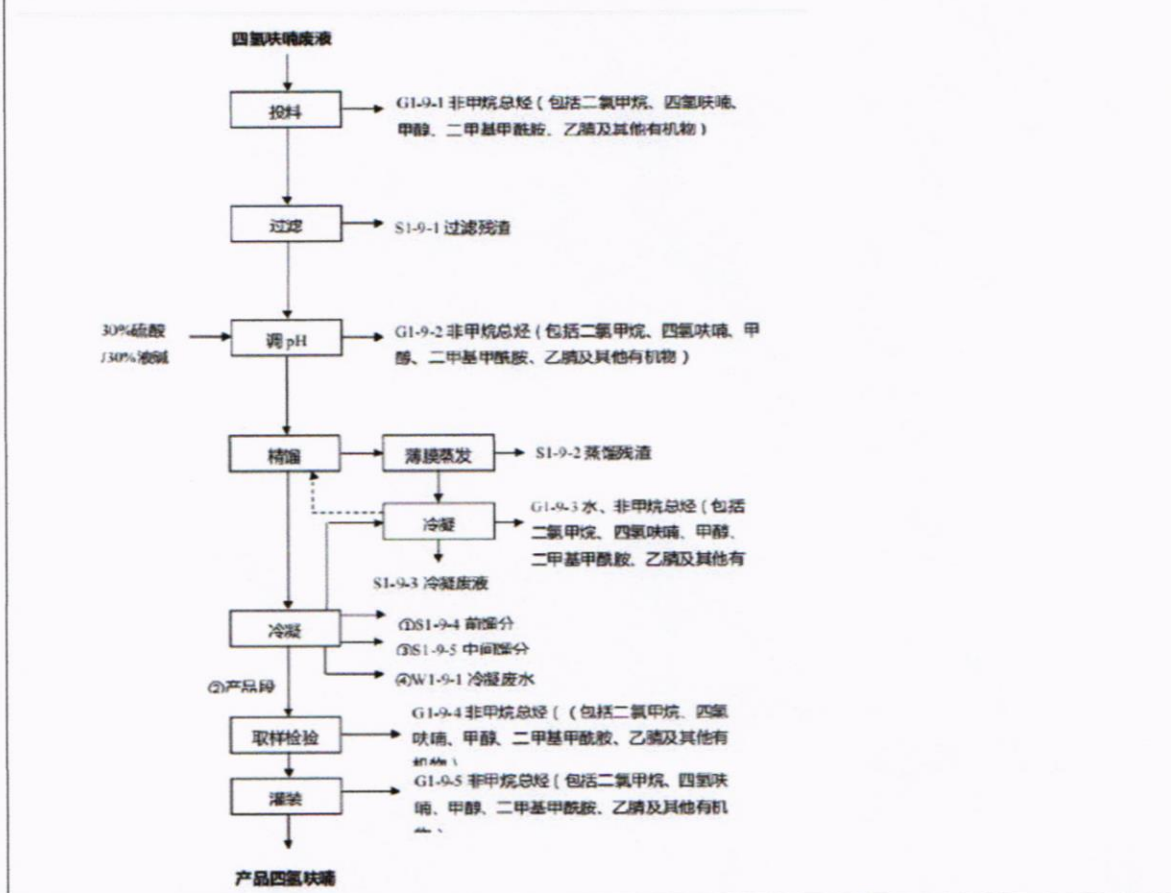 四氢呋喃废液
投料
G1-9-1 非甲烷总烃（包括二氯甲烷、四氢呋喃、
甲醇、二甲基甲酰胺、乙腈及其他有机物）
过滤
S1-9-1 过滤残渣
30%硫酸
/30%液碱
调 pH
G1-9-2 非甲烷总烃（包括二氯甲烷、四氢呋喃、甲
醇、二甲基甲酰胺、乙腈及其他有机物）
精馏
薄膜蒸发
S1-9-2 蒸馏残渣
冷凝
G1-9-3 水、非甲烷总烃（包括
二氯甲烷、四氢呋喃、甲醇、
二甲基甲酰胺、乙腈及其他有
S1-9-3 冷凝废液
冷凝
①S1-9-4 前馏分
③S1-9-5 中间馏分
④W1-9-1 冷凝废水
②产品段
取样检验
G1-9-4 非甲烷总烃（（包括二氯甲烷、四氢
呋喃、甲醇、二甲基甲酰胺、乙腈及其他有
机物）
灌装
G1-9-5 非甲烷总烃（包括二氯甲烷、四氢呋
喃、甲醇、二甲基甲酰胺、乙腈及其他有机
产品四氢呋喃